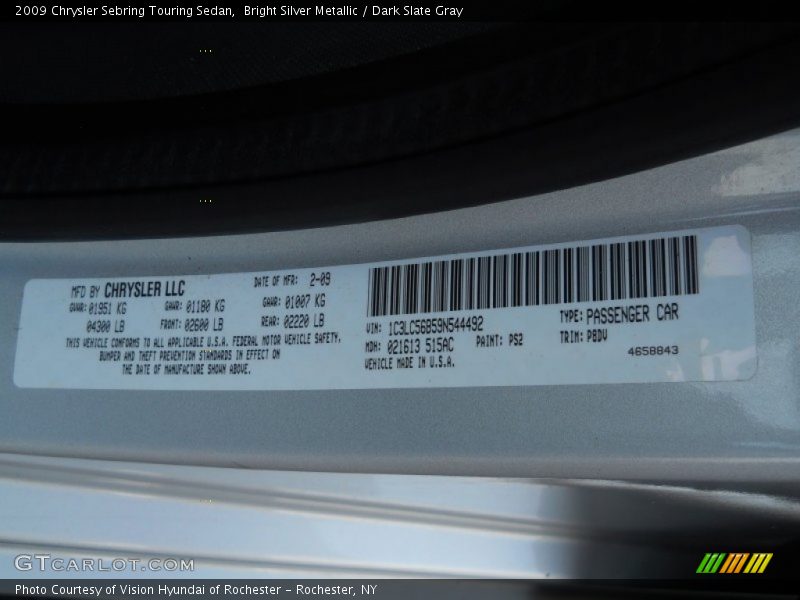 2009 Chrysler Sebring Touring Sedan,  Bright Silver Metallic / Dark Slate Gray
MFD BY CHRYSLER LLC
DATE OF MFR: 2-09
GVWR: 01951 KG
GAWR: 01180 KG
GAWR: 01007 KG
04300 LB
FRONT: 02600 LB
REAR: 02220 LB
THIS VEHICLE CONFORMS TO ALL APPLICABLE U.S.A. FEDERAL MOTOR VEHICLE SAFETY,
BUMPER AND THEFT PREVENTION STANDARDS IN EFFECT ON
THE DATE OF MANUFACTURE SHOWN ABOVE.
VIN: 1C3LC56B59N544492
TYPE: PASSENGER CAR
MDH: 021613 515AC
PAINT: PS2
TRIM: PBDV
VEHICLE MADE IN U.S.A.
4658843
GTCARLOT.COM
Photo Courtesy of Vision Hyundai of Rochester – Rochester, NY